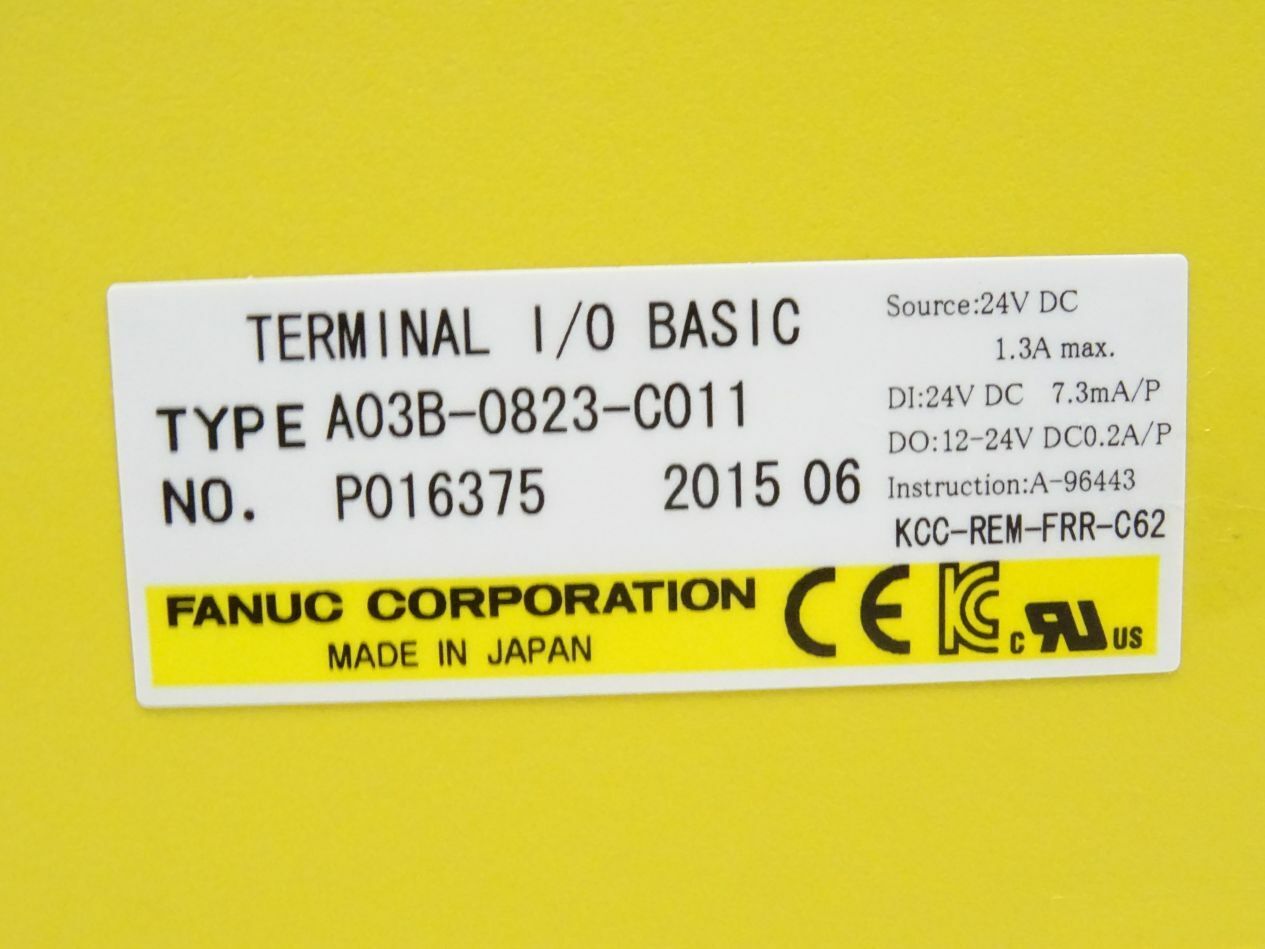 TERMINAL I/O BASIC
TYPE A03B-0823-C011
NO. P016375 2015 06
Source:24V DC
1.3A max.
DI:24V DC 7.3mA/P
DO:12-24V DC0.2A/P
Instruction:A-96443
KCC-REM-FRR-C62
FANUC CORPORATION
MADE IN JAPAN
CE KC c RU US